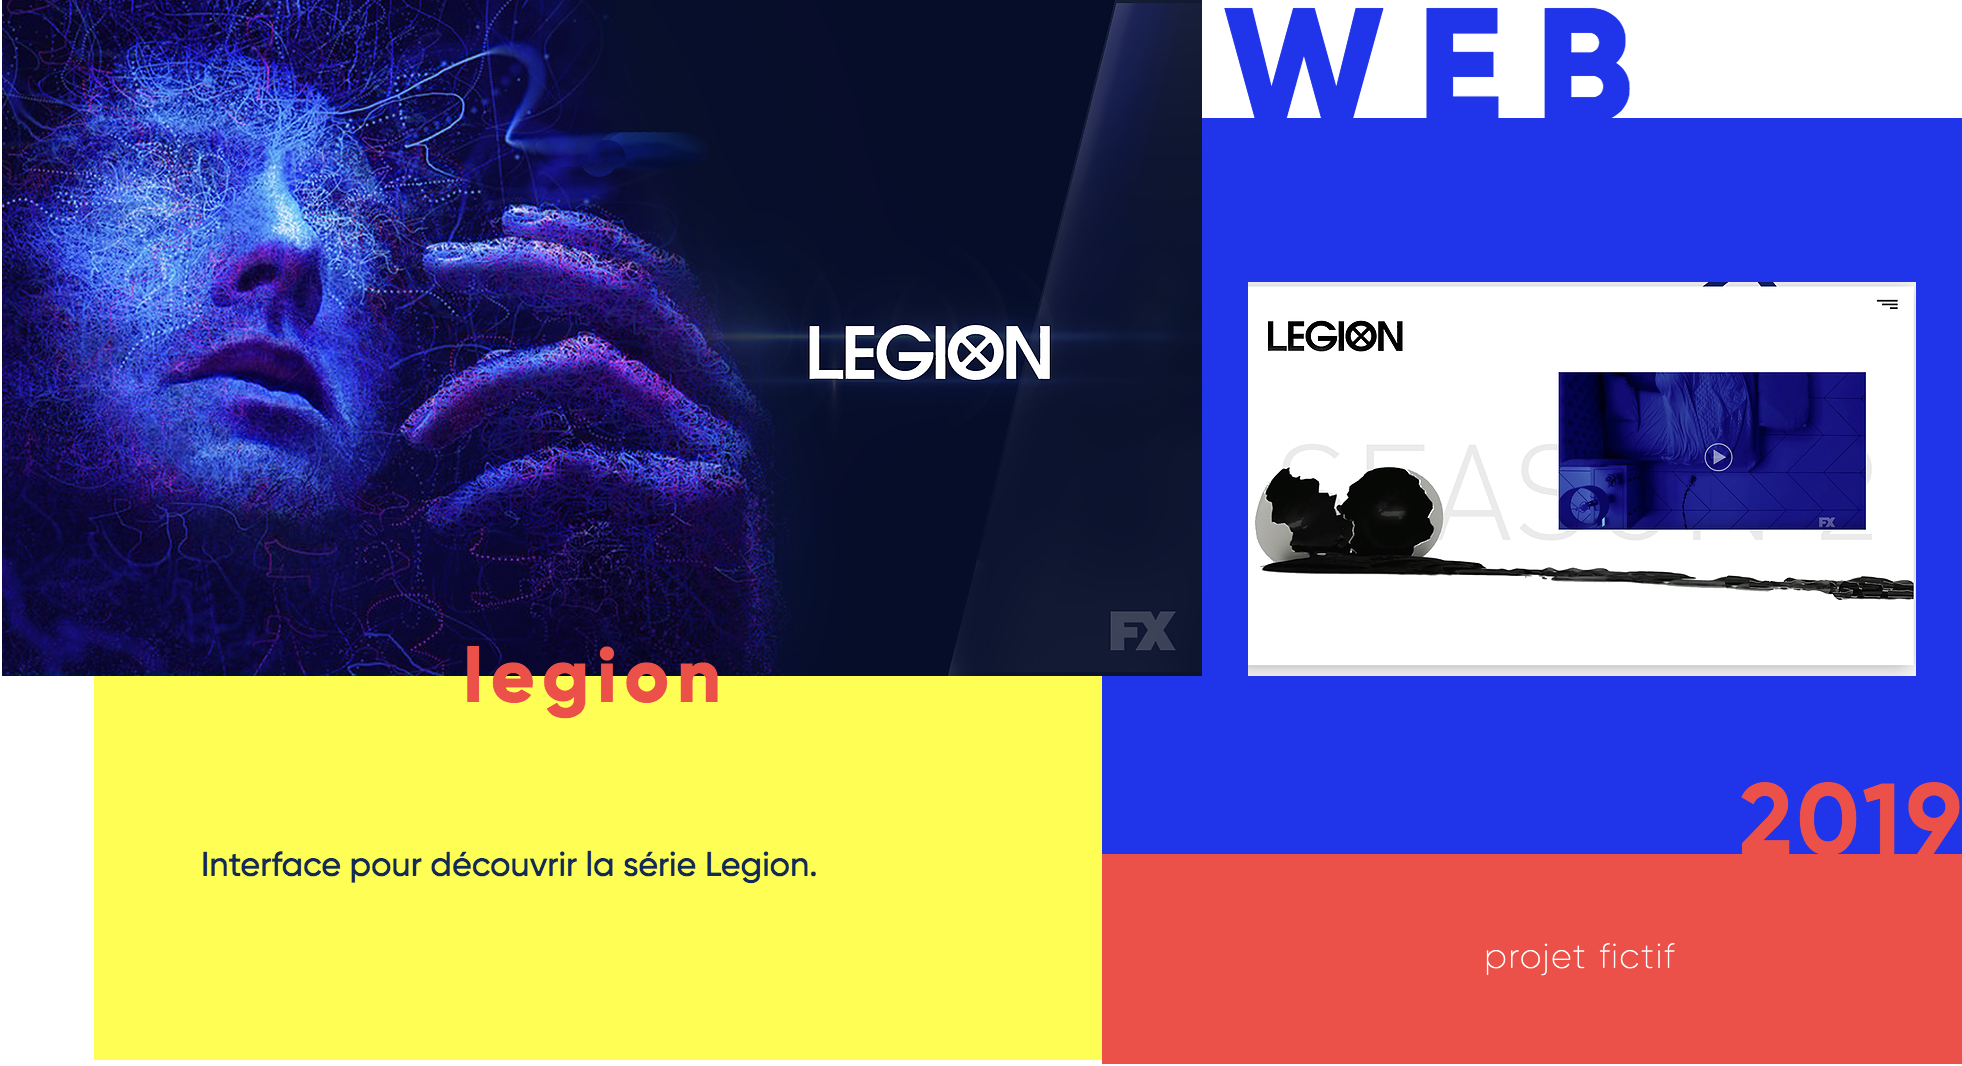 WEB
LEGION
LEGION
SEASON 2
FX
FX
legion
2019
Interface pour découvrir la série Legion.
projet fictif